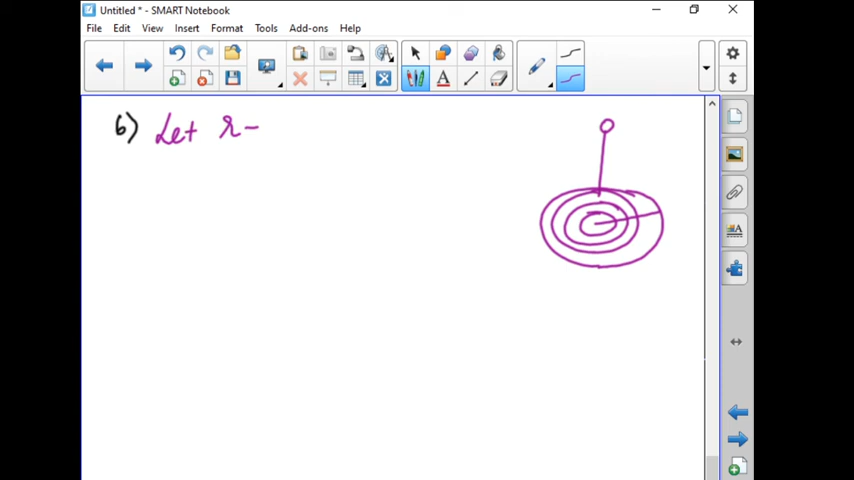 Untitled * - SMART Notebook
File Edit View Insert Format Tools Add-ons Help
6) Let r -